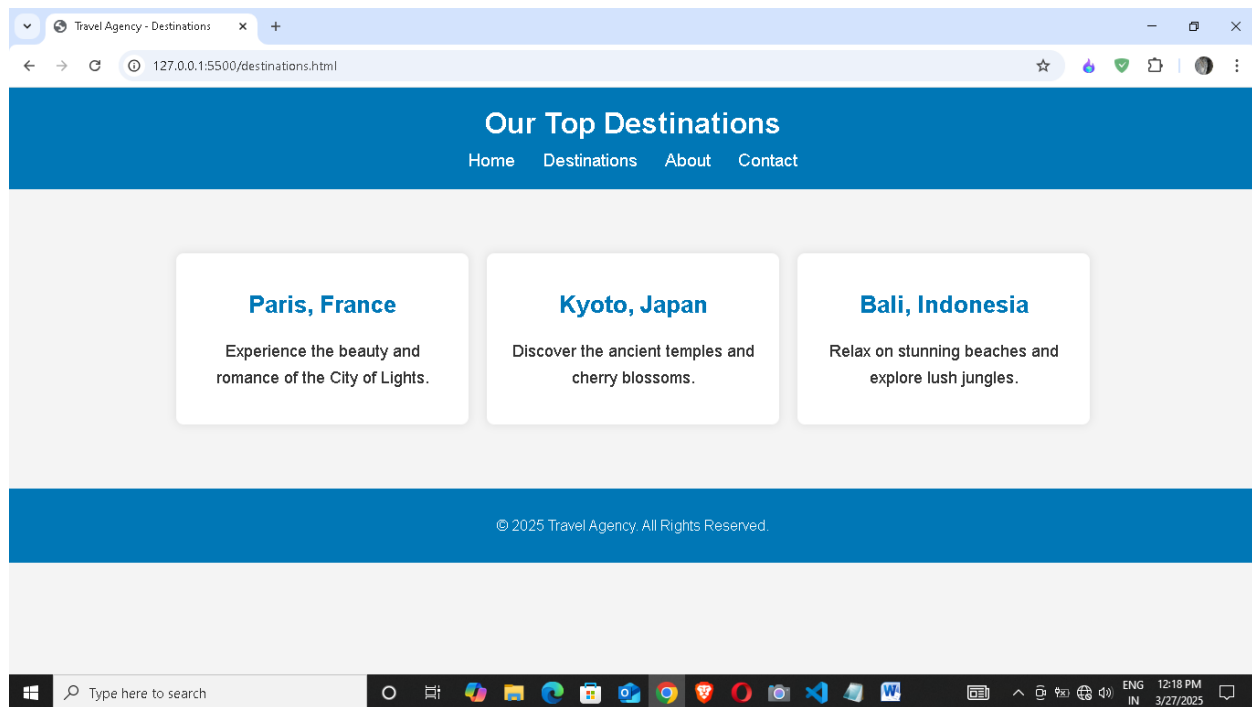 Travel Agency - Destinations
127.0.0.1:5500/destinations.html
Our Top Destinations
Home Destinations About Contact
Paris, France
Experience the beauty and
romance of the City of Lights.
Kyoto, Japan
Discover the ancient temples and
cherry blossoms.
Bali, Indonesia
Relax on stunning beaches and
explore lush jungles.
© 2025 Travel Agency. All Rights Reserved.
Type here to search
ENG
IN
12:18 PM
3/27/2025